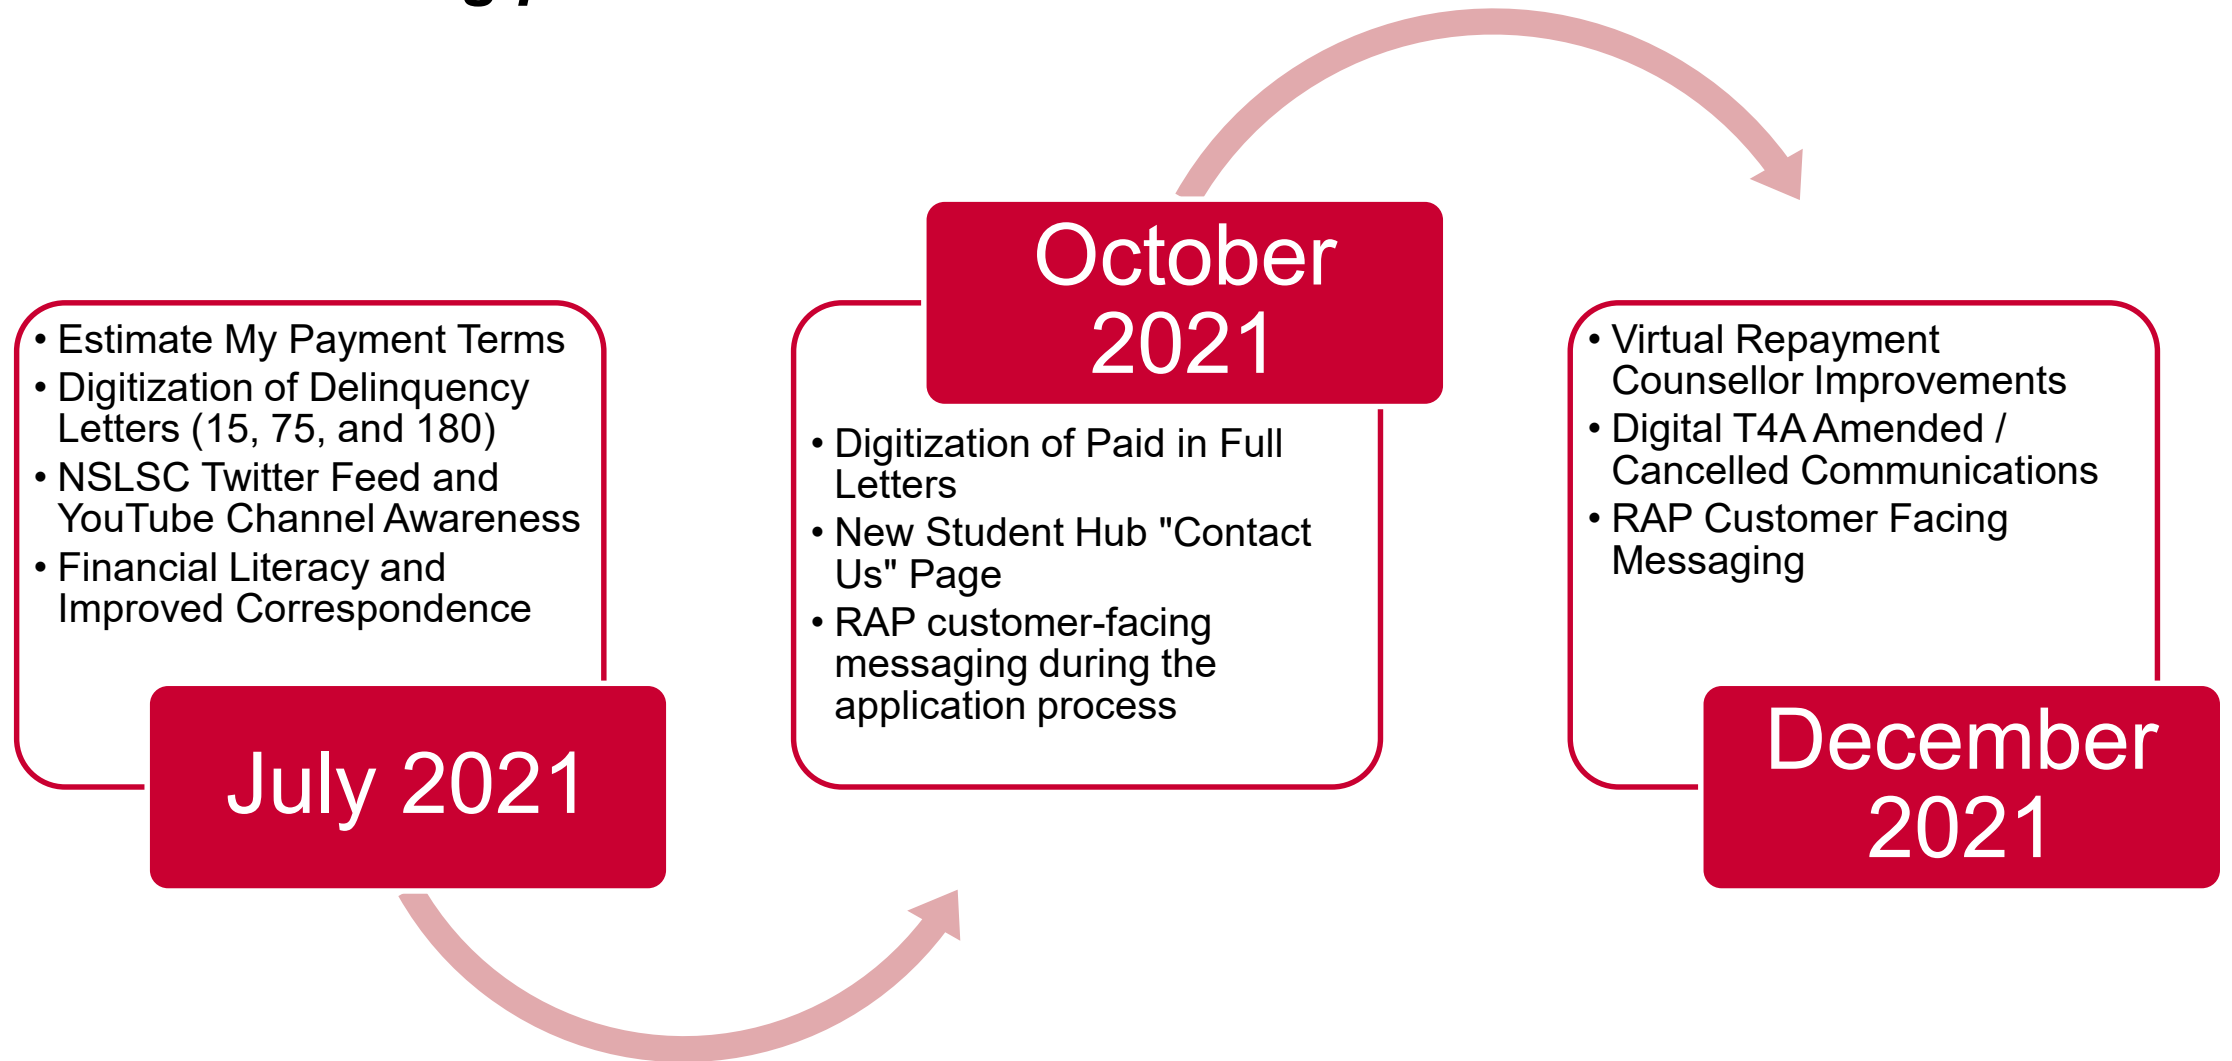 • Estimate My Payment Terms
• Digitization of Delinquency
Letters (15, 75, and 180)
• NSLSC Twitter Feed and
YouTube Channel Awareness
• Financial Literacy and
Improved Correspondence
July 2021
October
2021
• Digitization of Paid in Full
Letters
• New Student Hub "Contact
Us" Page
• RAP customer-facing
messaging during the
application process
• Virtual Repayment
Counsellor Improvements
• Digital T4A Amended /
Cancelled Communications
• RAP Customer Facing
Messaging
December
2021